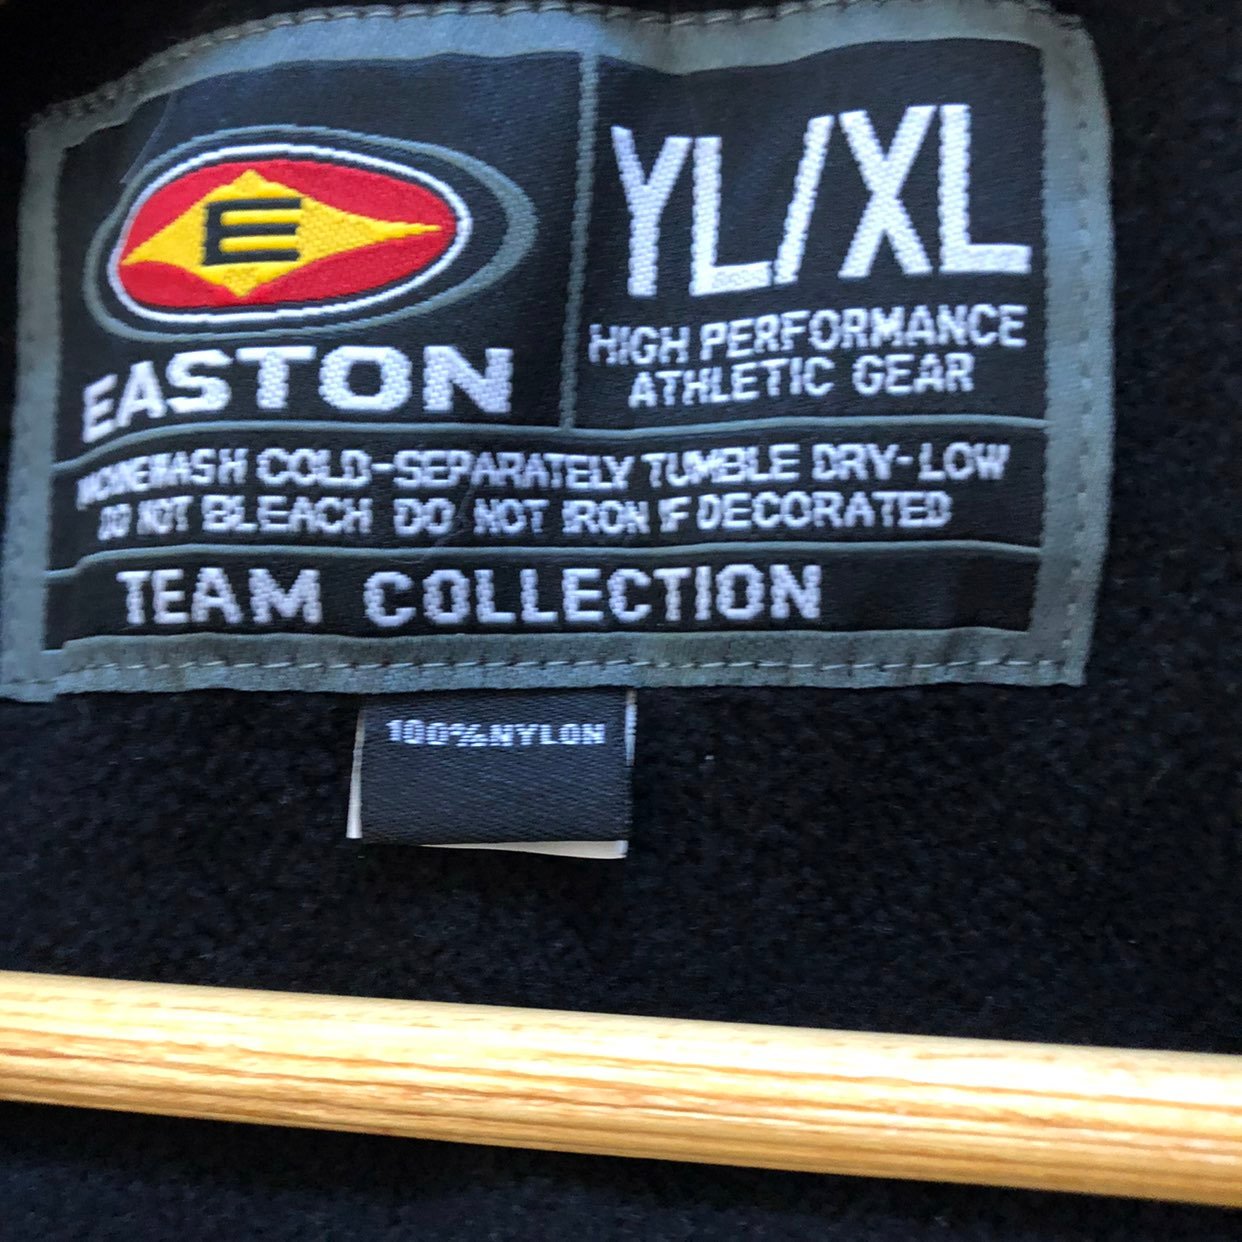 E
EASTON
YL/XL
HIGH PERFORMANCE
ATHLETIC GEAR
WASH COLD-SEPARATELY TUMBLE DRY-LOW
DO NOT BLEACH DO NOT IRON IF DECORATED
TEAM COLLECTION
100%NYLON